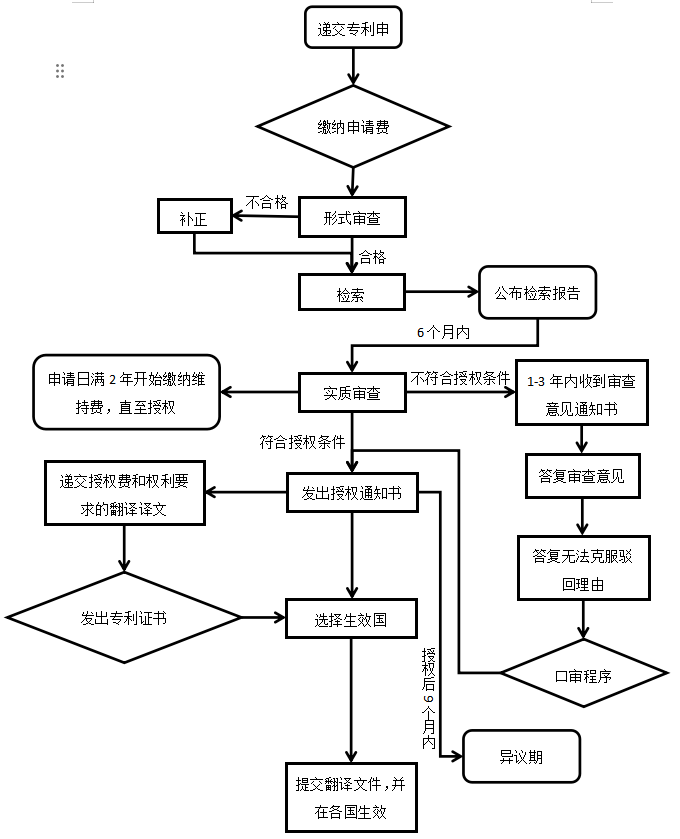 递交专利申
缴纳申请费
不合格
补正
形式审查
合格
检索
公布检索报告
6个月内
申请日满2年开始缴纳维
持费，直至授权
实质审查
不符合授权条件
1-3年内收到审查
意见通知书
符合授权条件
答复审查意见
递交授权费和权利要
求的翻译译文
发出授权通知书
答复无法克服驳
回理由
发出专利证书
选择生效国
授权后9个月内
口审程序
异议期
提交翻译文件，并
在各国生效